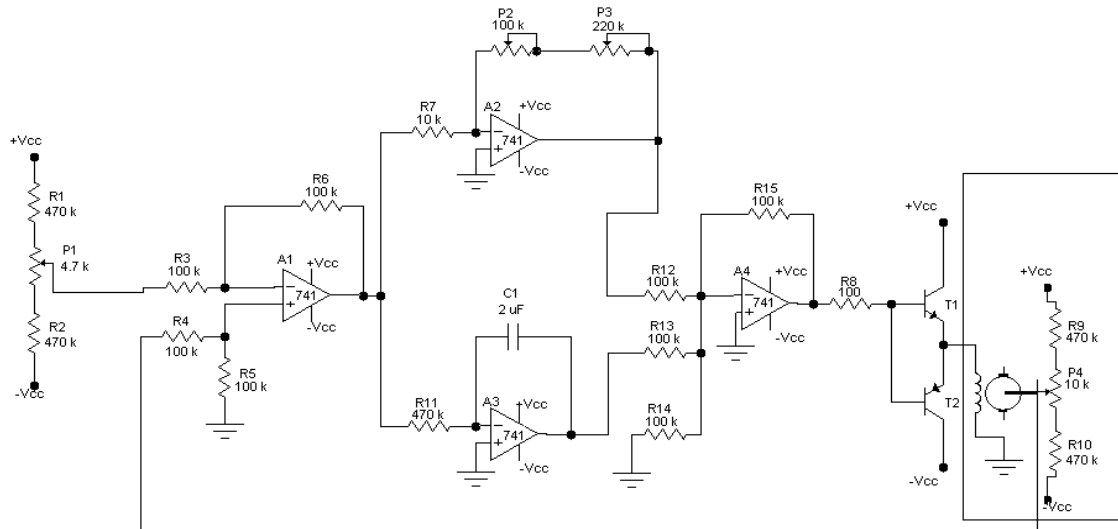 P2
100 k
P3
220 k
R7
10 k
A2
+Vcc
741
-Vcc
+Vcc
R1
470 k
P1
4.7 k
R2
470 k
-Vcc
R3
100 k
R4
100 k
R5
100 k
R6
100 k
A1
+Vcc
741
-Vcc
C1
2 uF
R11
470 k
A3
+Vcc
741
-Vcc
R12
100 k
R13
100 k
R14
100 k
R15
100 k
A4
+Vcc
741
-Vcc
R8
100
+Vcc
T1
T2
-Vcc
+Vcc
R9
470 k
P4
10 k
R10
470 k
-Vcc